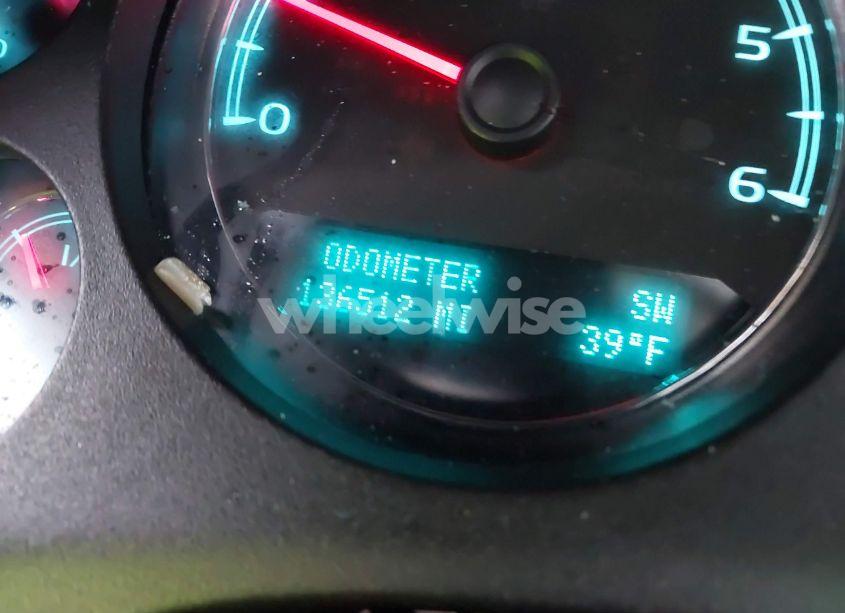 5
0
6
ODOMETER
136512 MI
SW
39°F
wheelwise